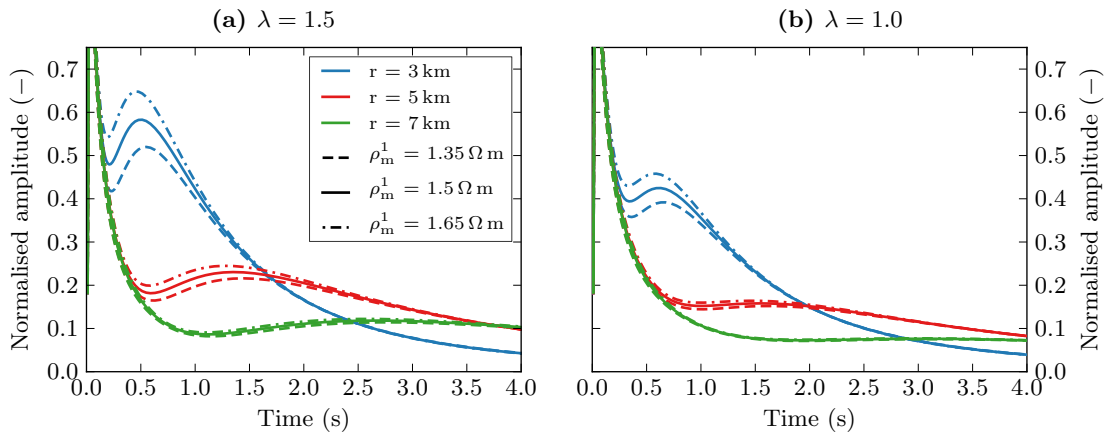 (a) λ = 1.5
(b) λ = 1.0
Normalised amplitude (−)
0.7
0.6
0.5
0.4
0.3
0.2
0.1
0.0
0.0 0.5 1.0 1.5 2.0 2.5 3.0 3.5 4.0
Time (s)
r = 3 km
r = 5 km
r = 7 km
ρ¹ₘ = 1.35 Ω m
ρ¹ₘ = 1.5 Ω m
ρ¹ₘ = 1.65 Ω m
0.0 0.5 1.0 1.5 2.0 2.5 3.0 3.5 4.0
Time (s)
0.7
0.6
0.5
0.4
0.3
0.2
0.1
0.0
Normalised amplitude (−)